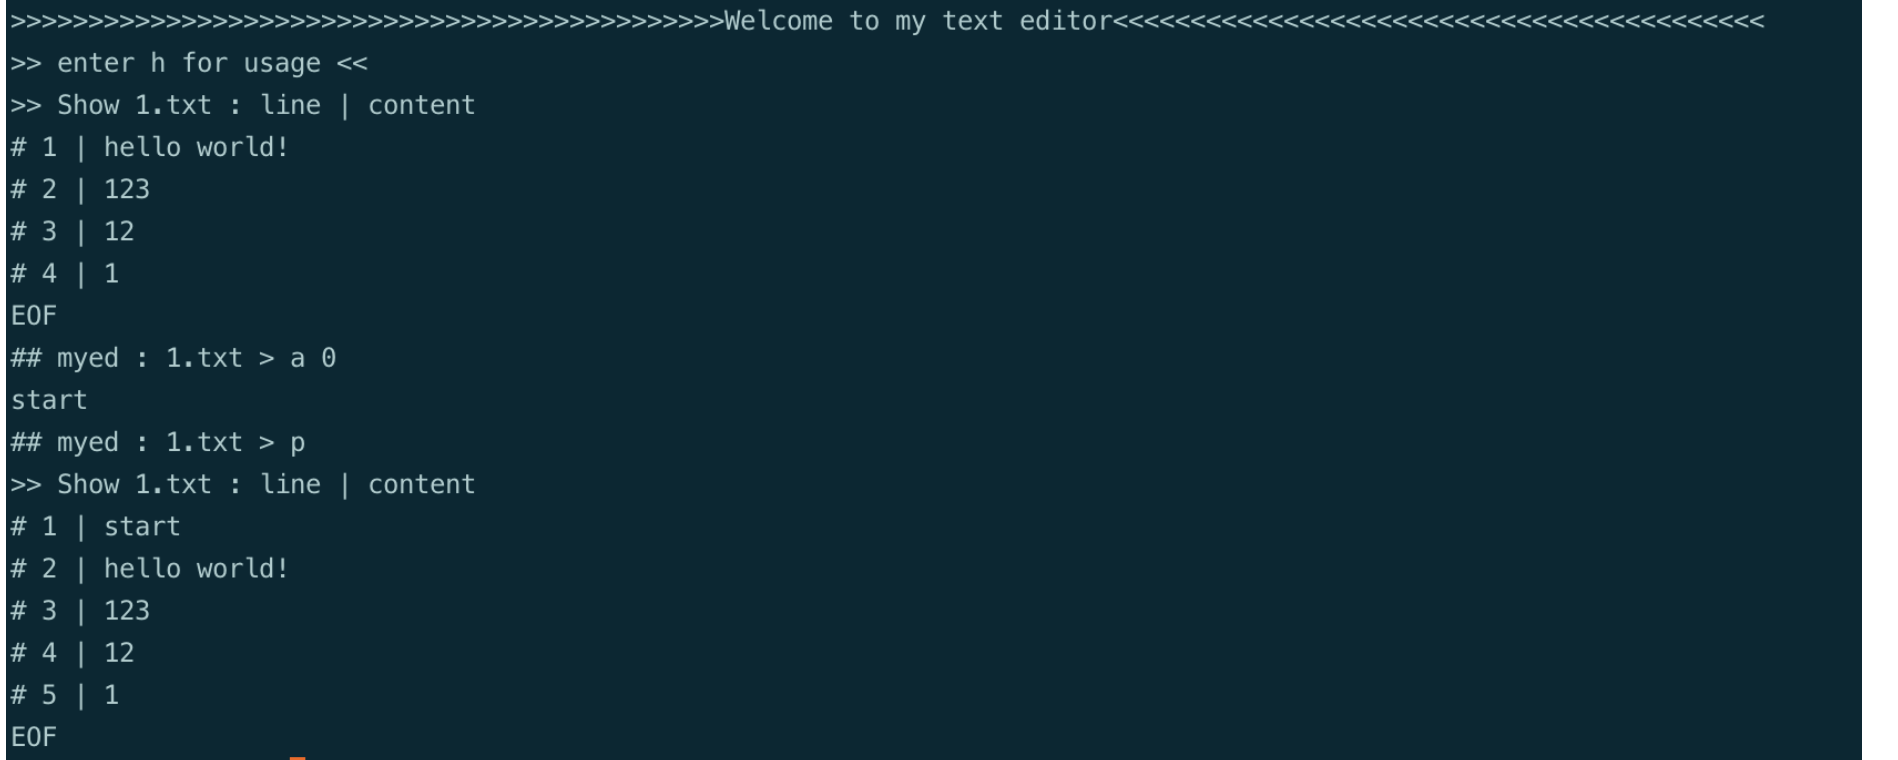 >>>>>>>>>>>>>>>>>>>>>>>>>>>>>>>>>>>>>>>>>>>>>>Welcome to my text editor<<<<<<<<<<<<<<<<<<<<<<<<<<<<<<<<<<<<<<<<<<
>> enter h for usage <<
>> Show 1.txt : line | content
# 1 | hello world!
# 2 | 123
# 3 | 12
# 4 | 1
EOF
## myed : 1.txt > a 0
start
## myed : 1.txt > p
>> Show 1.txt : line | content
# 1 | start
# 2 | hello world!
# 3 | 123
# 4 | 12
# 5 | 1
EOF